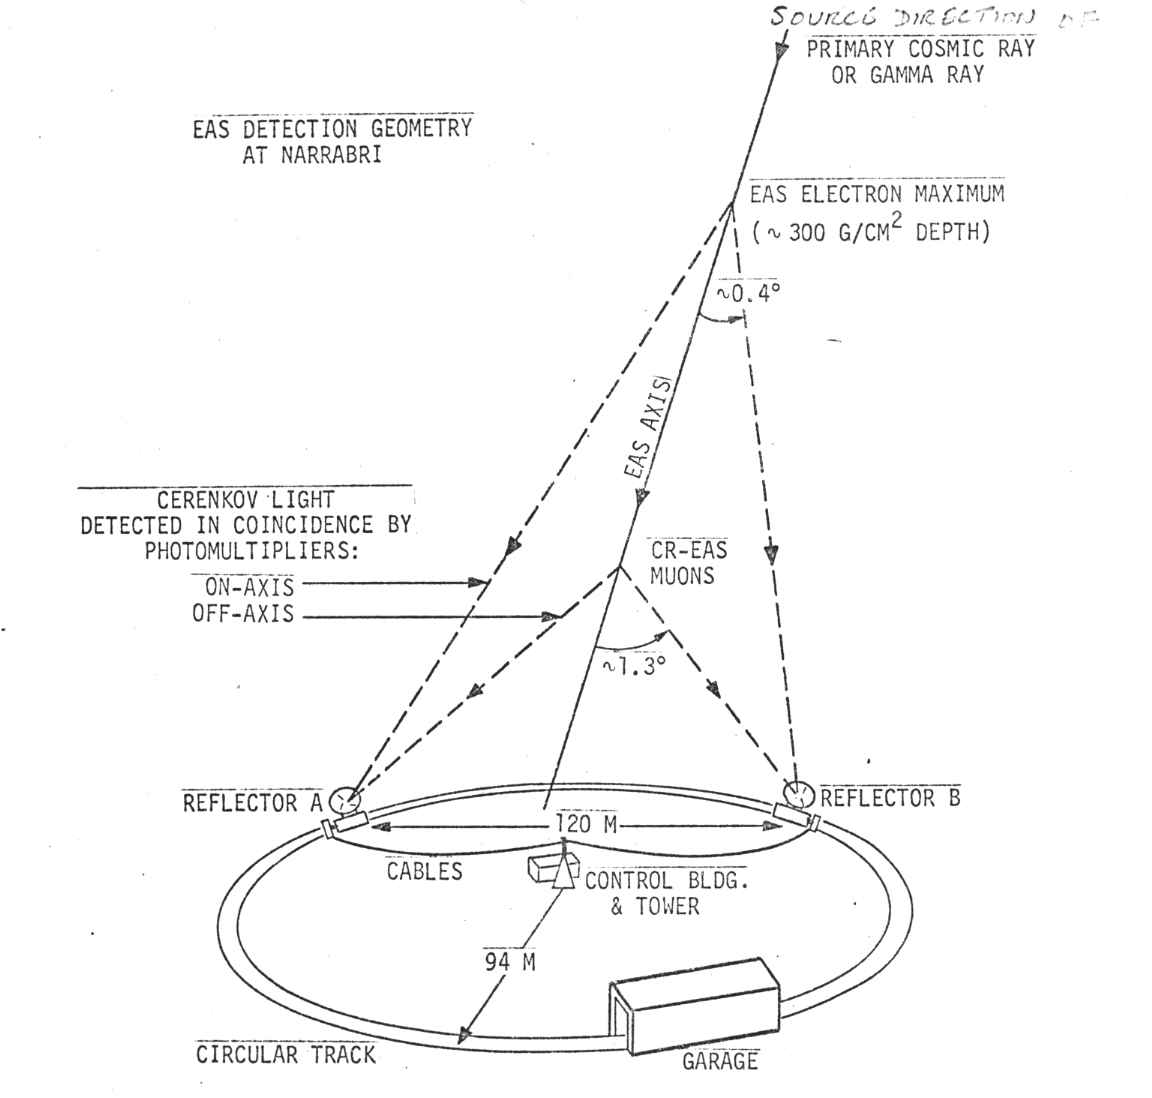 SOURCE DIRECTION OF
PRIMARY COSMIC RAY
OR GAMMA RAY
EAS DETECTION GEOMETRY
AT NARRABRI
EAS ELECTRON MAXIMUM
(~300 G/CM² DEPTH)
~0.4°
EAS AXIS
CERENKOV LIGHT
DETECTED IN COINCIDENCE BY
PHOTOMULTIPLIERS:
ON-AXIS
OFF-AXIS
CR-EAS
MUONS
~1.3°
REFLECTOR A
REFLECTOR B
120 M
CABLES
CONTROL BLDG.
& TOWER
94 M
CIRCULAR TRACK
GARAGE